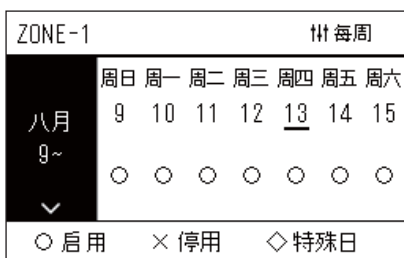 ZONE-1 每周
周日 周一 周二 周三 周四 周五 周六
八月 9 10 11 12 13 14 15
9~
○ ○ ○ ○ ○ ○ ○
○ 启用 × 停用 ◇ 特殊日